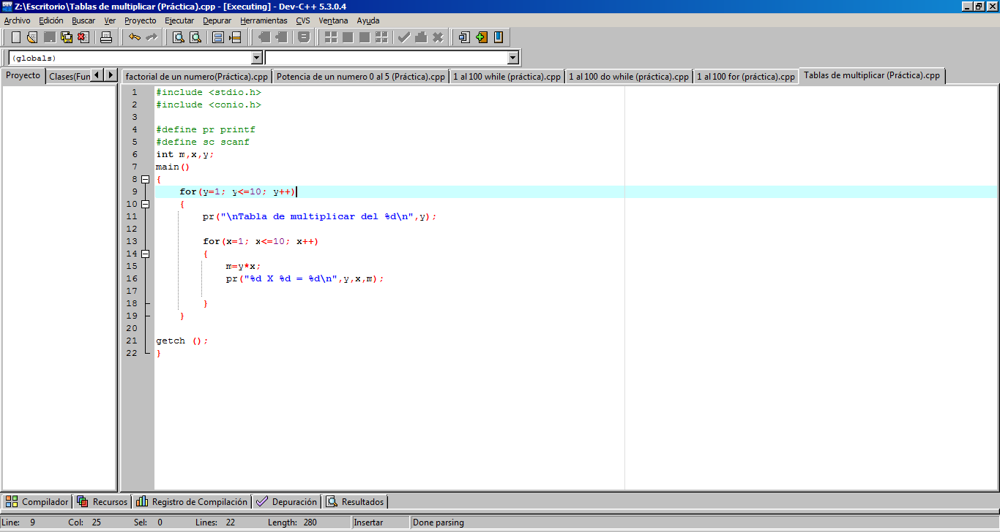 Z:\Escritorio\Tablas de multiplicar (Práctica).cpp - [Executing] - Dev-C++ 5.3.0.4
Archivo Edición Buscar Ver Proyecto Ejecutar Depurar Herramientas CVS Ventana Ayuda
(globals)
Proyecto Clases(Fun
factorial de un numero(Práctica).cpp Potencia de un numero 0 al 5 (Práctica).cpp 1 al 100 while (práctica).cpp 1 al 100 do while (práctica).cpp 1 al 100 for (práctica).cpp Tablas de multiplicar (Práctica).cpp
1 #include <stdio.h>
2 #include <conio.h>
3
4 #define pr printf
5 #define sc scanf
6 int m,x,y;
7 main()
8 {
9 for(y=1; y<=10; y++)
10 {
11 pr("\nTabla de multiplicar del %d\n",y);
12
13 for(x=1; x<=10; x++)
14 {
15 m=y*x;
16 pr("%d X %d = %d\n",y,x,m);
17
18 }
19 }
20
21 getch ();
22 }
Compilador Recursos Registro de Compilación Depuración Resultados
Line: 9 Col: 25 Sel: 0 Lines: 22 Length: 280 Insertar Done parsing